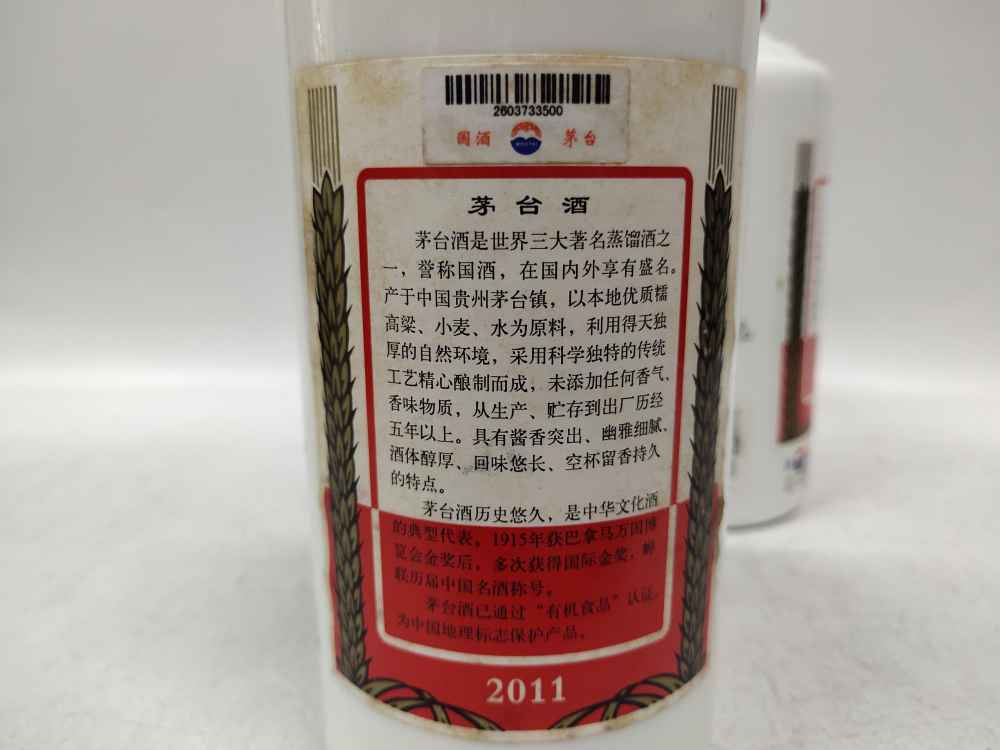 2603733500
国酒 茅台
茅台酒
茅台酒是世界三大著名蒸馏酒之
一，誉称国酒，在国内外享有盛名。
产于中国贵州茅台镇，以本地优质糯
高粱、小麦、水为原料，利用得天独
厚的自然环境，采用科学独特的传统
工艺精心酿制而成，未添加任何香气、
香味物质，从生产、贮存到出厂历经
五年以上。具有酱香突出、幽雅细腻、
酒体醇厚、回味悠长、空杯留香持久
的特点。
茅台酒历史悠久，是中华文化酒
的典型代表。1915年获巴拿马万国博
览会金奖后，多次获得国际金奖，蝉
联历届中国名酒称号。
茅台酒已通过“有机食品”认证，
为中国地理标志保护产品。
2011